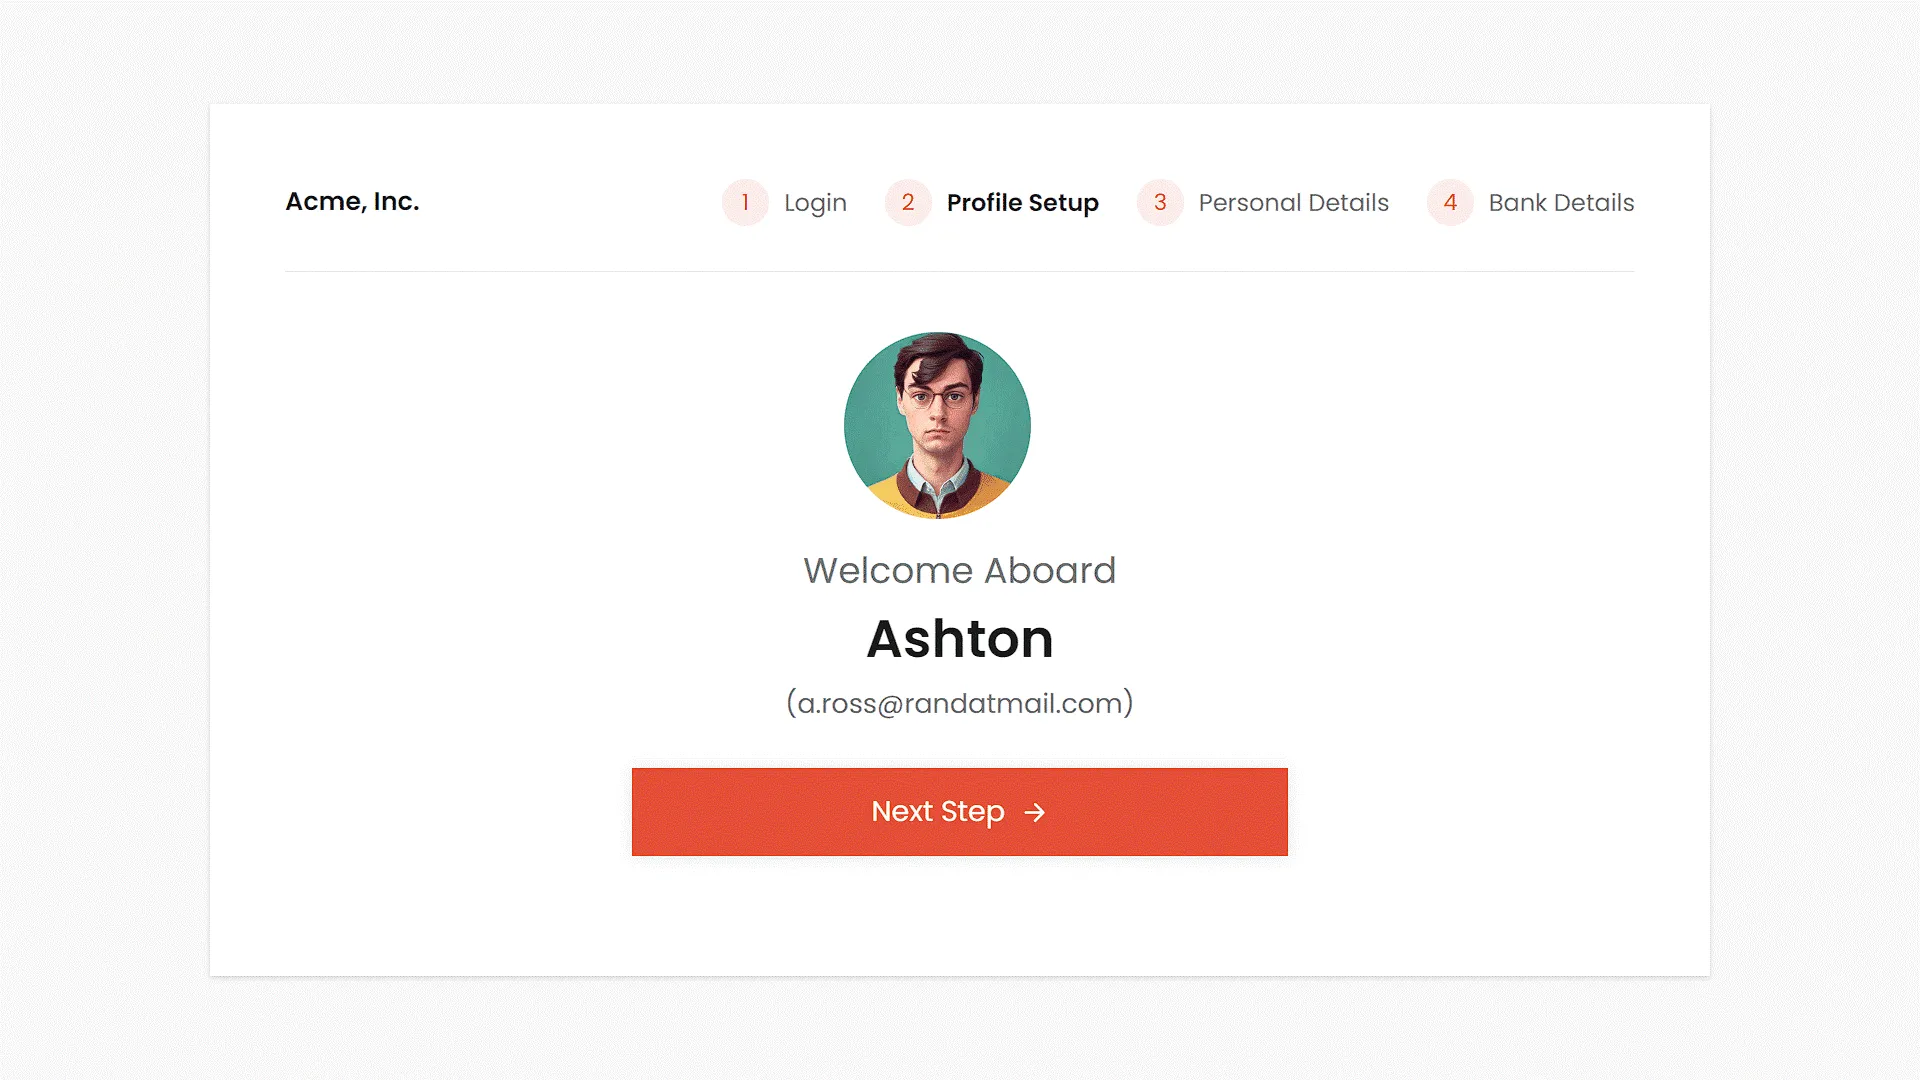 Acme, Inc.
1 Login 2 Profile Setup 3 Personal Details 4 Bank Details
Welcome Aboard
Ashton
(a.ross@randatmail.com)
Next Step →